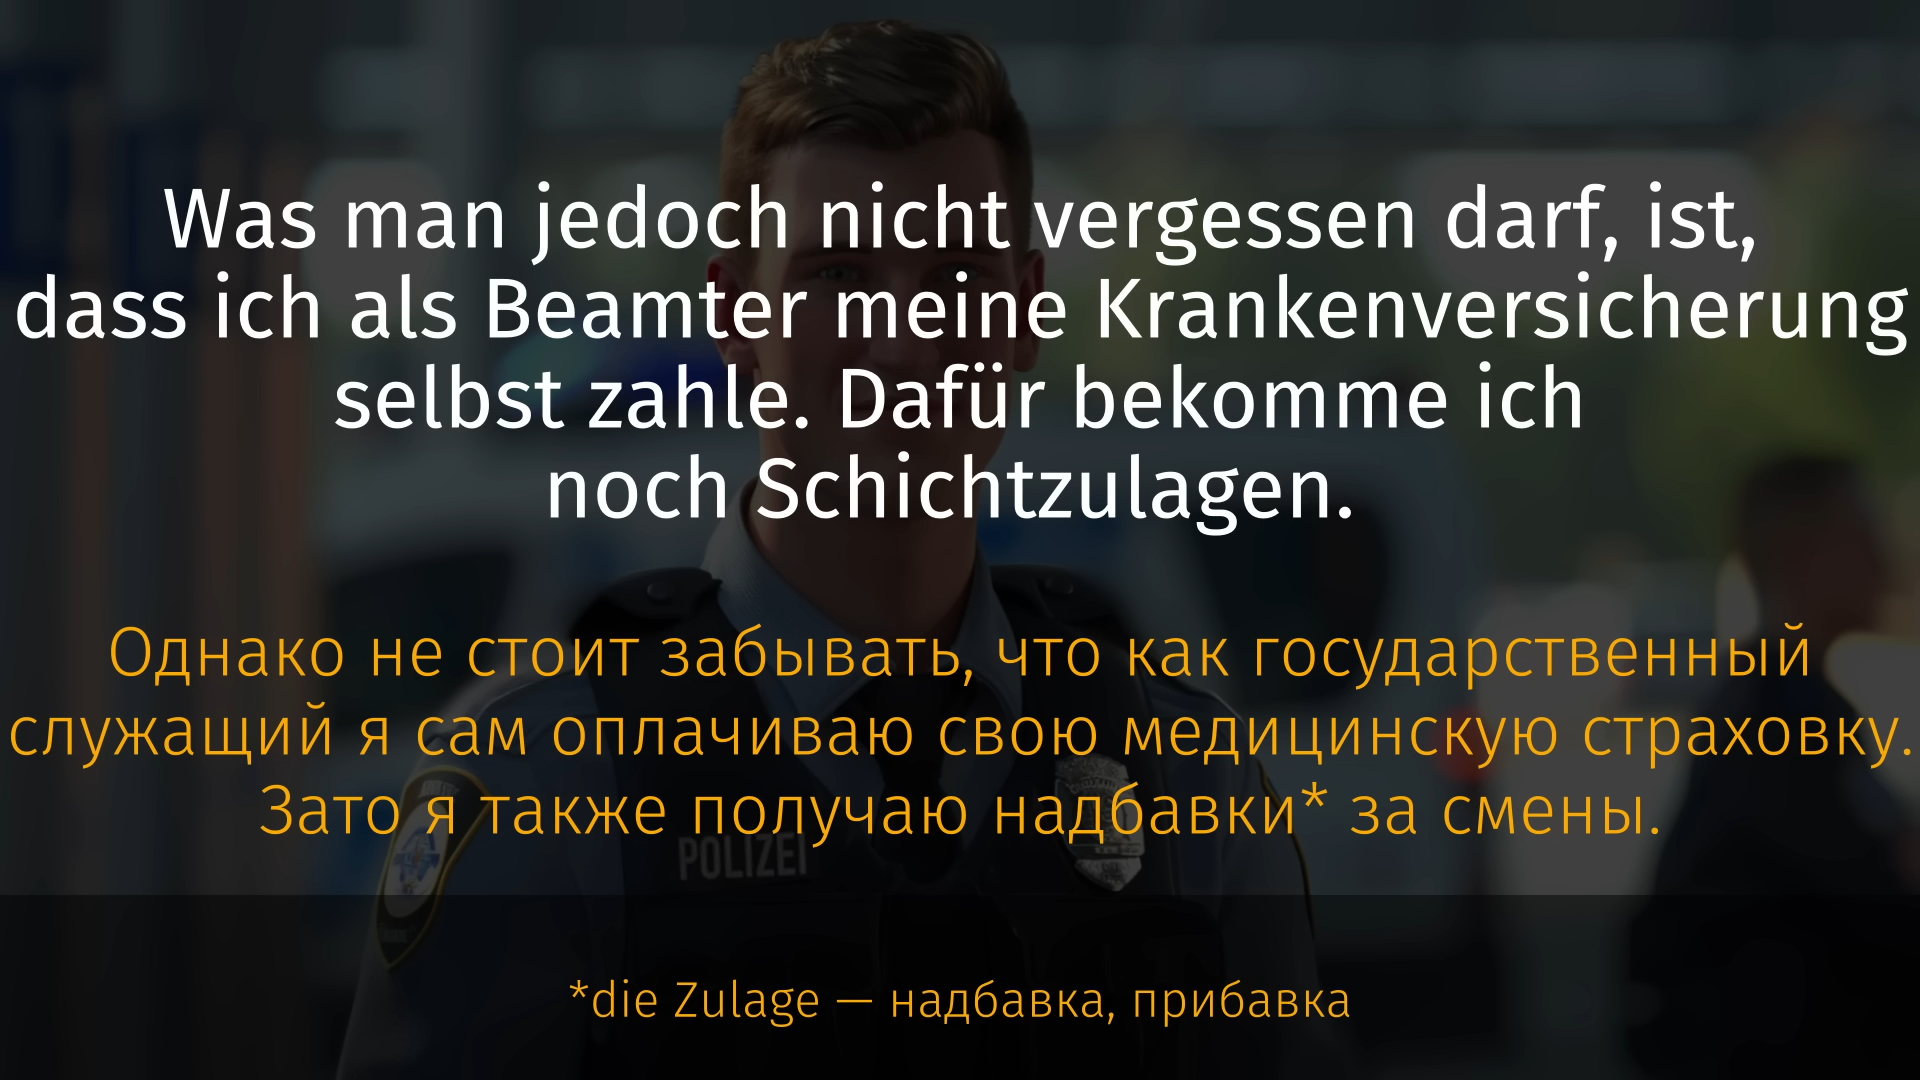 Was man jedoch nicht vergessen darf, ist,
dass ich als Beamter meine Krankenversicherung
selbst zahle. Dafür bekomme ich
noch Schichtzulagen.
Однако не стоит забывать, что как государственный
служащий я сам оплачиваю свою медицинскую страховку.
Зато я также получаю надбавки* за смены.
POLIZEI
*die Zulage — надбавка, прибавка